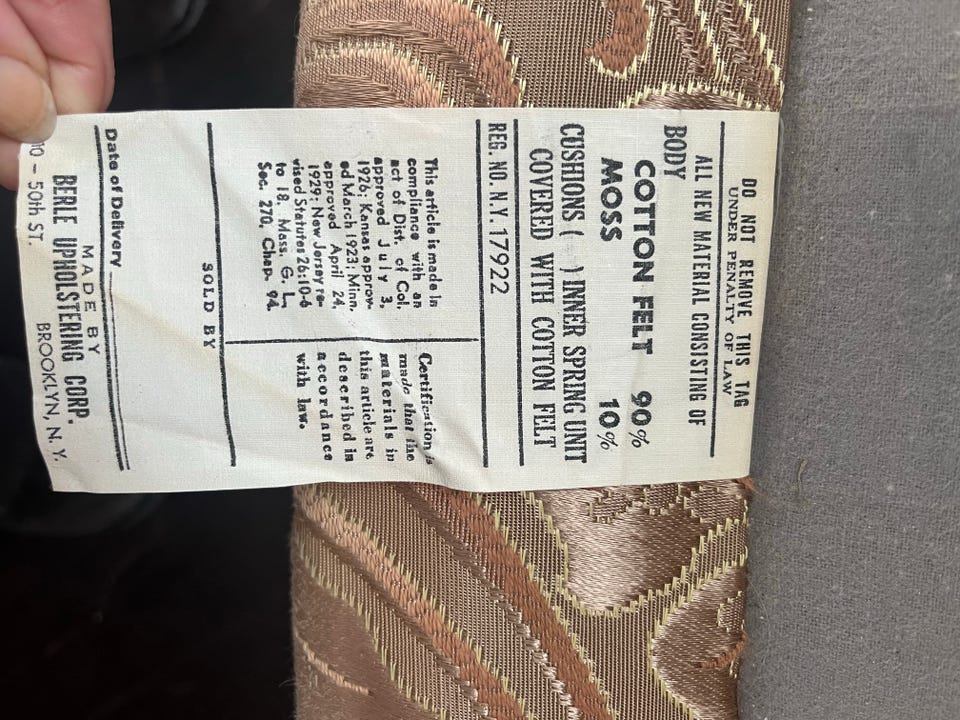 DO NOT REMOVE THIS TAG
UNDER PENALTY OF LAW
ALL NEW MATERIAL CONSISTING OF
BODY
COTTON FELT 90%
MOSS 10%
CUSHIONS ( ) INNER SPRING UNIT
COVERED WITH COTTON FELT
REG. NO. N.Y. 17922
This article is made in
compliance with an
act of Dist. of Col.
approved July 3,
1926; Kansas approv-
ed March 1923; Minn.
approved April 24,
1929; New Jersey re-
vised Statutes 26:10-6
to 18. Mass. G. L.
Sec. 270, Chap. 94.
Certification is
made that the
materials in
this article are
described in
accordance
with law.
SOLD BY
Date of Delivery
MADE BY
BERLE UPHOLSTERING CORP.
10 - 50th ST. BROOKLYN, N. Y.